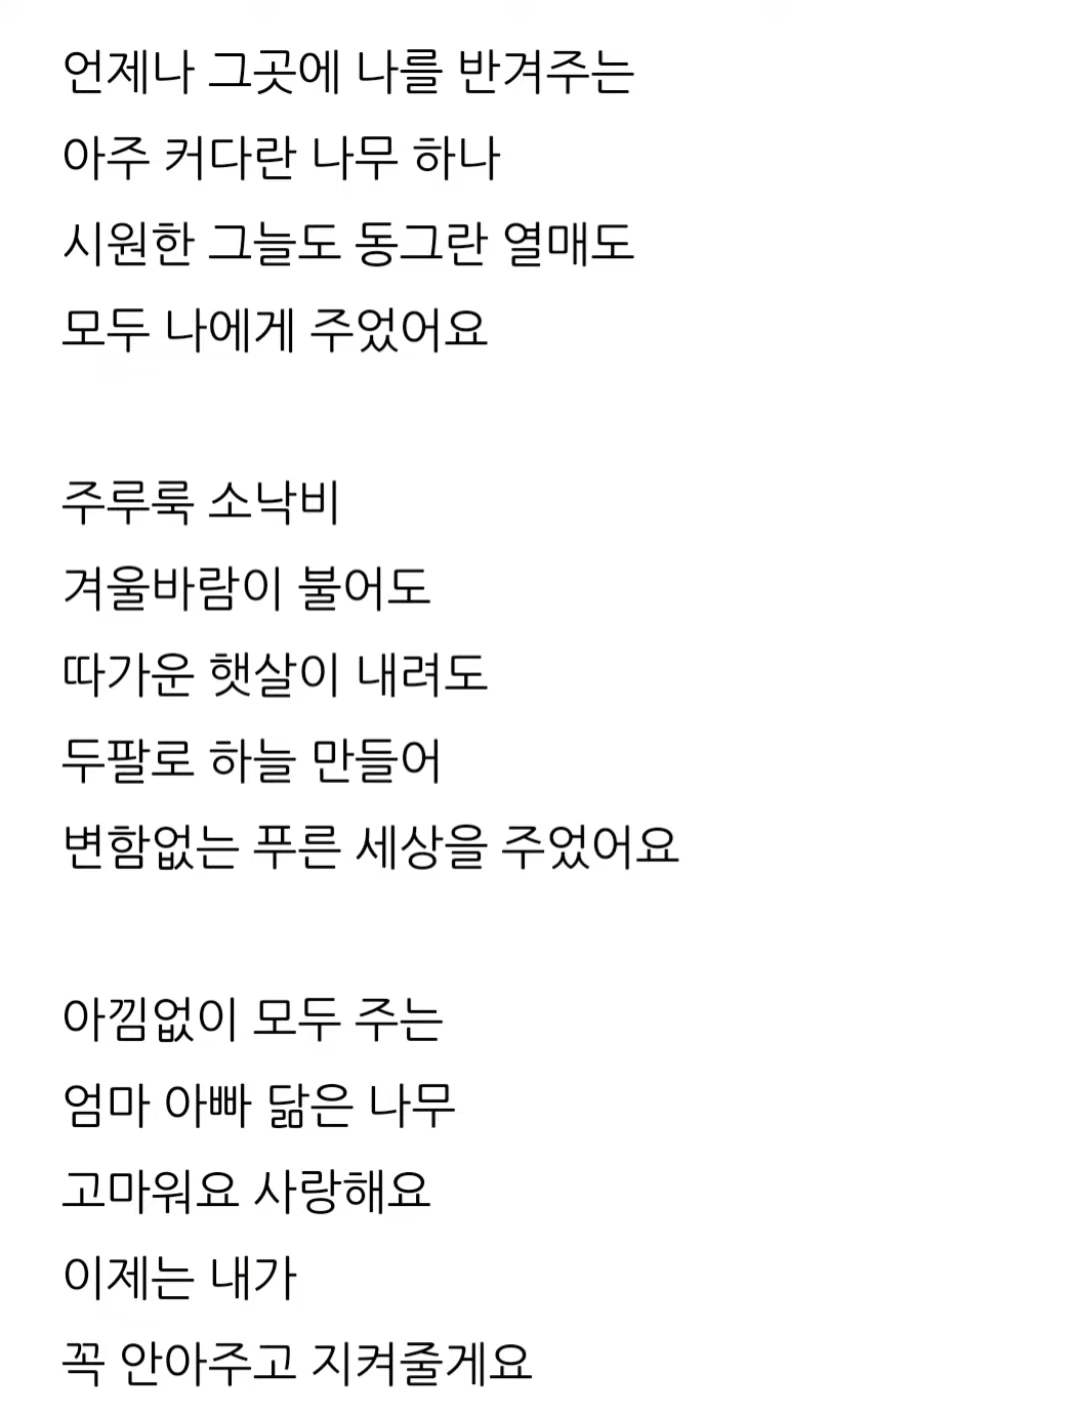 언제나 그곳에 나를 반겨주는
아주 커다란 나무 하나
시원한 그늘도 동그란 열매도
모두 나에게 주었어요
주루룩 소낙비
겨울바람이 불어도
따가운 햇살이 내려도
두팔로 하늘 만들어
변함없는 푸른 세상을 주었어요
아낌없이 모두 주는
엄마 아빠 닮은 나무
고마워요 사랑해요
이제는 내가
꼭 안아주고 지켜줄게요